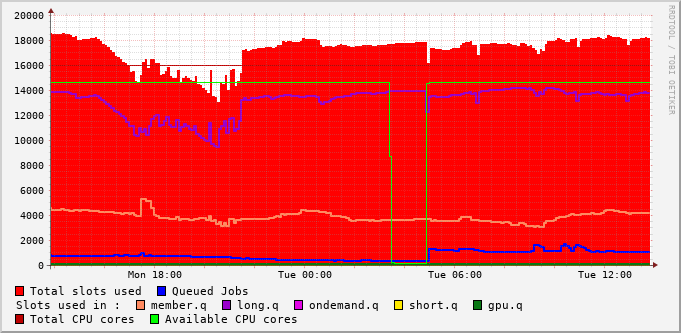 20000
18000
16000
14000
12000
10000
8000
6000
4000
2000
0
Mon 18:00 Tue 00:00 Tue 06:00 Tue 12:00
RRDTOOL / TOBI OETIKER
Total slots used Queued Jobs
Slots used in : member.q long.q ondemand.q short.q gpu.q
Total CPU cores Available CPU cores